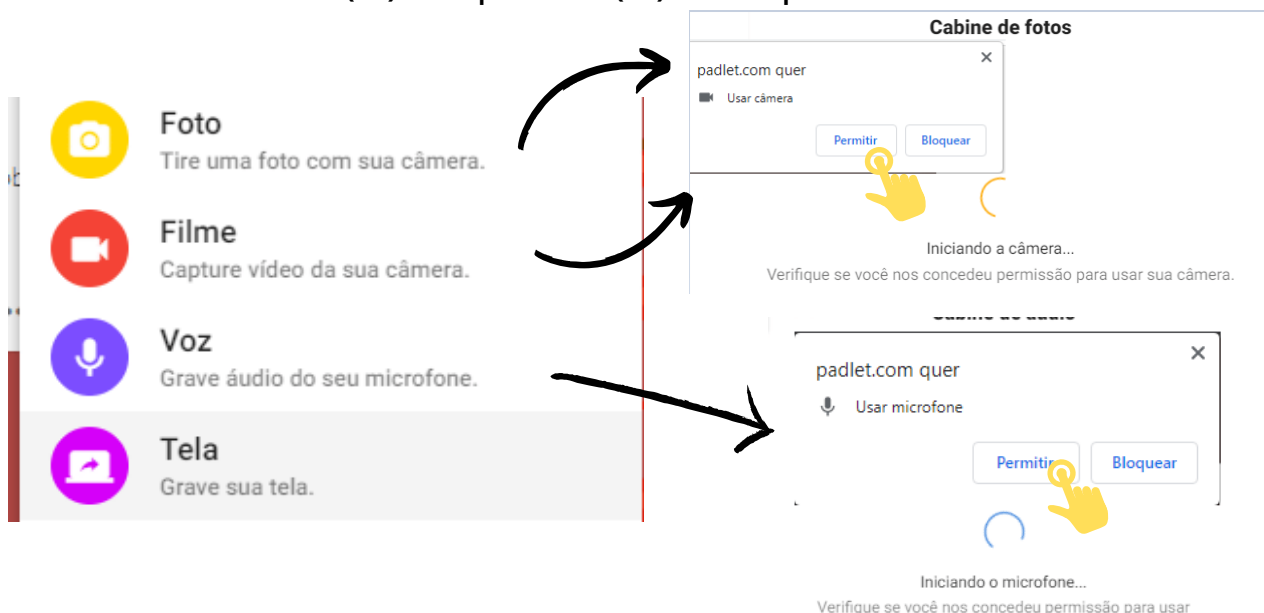 Foto
Tire uma foto com sua câmera.
Filme
Capture vídeo da sua câmera.
Voz
Grave áudio do seu microfone.
Tela
Grave sua tela.
Cabine de fotos
padlet.com quer
Usar câmera
Permitir Bloquear
Iniciando a câmera...
Verifique se você nos concedeu permissão para usar sua câmera.
Cabine de áudio
padlet.com quer
Usar microfone
Permitir Bloquear
Iniciando o microfone...
Verifique se você nos concedeu permissão para usar